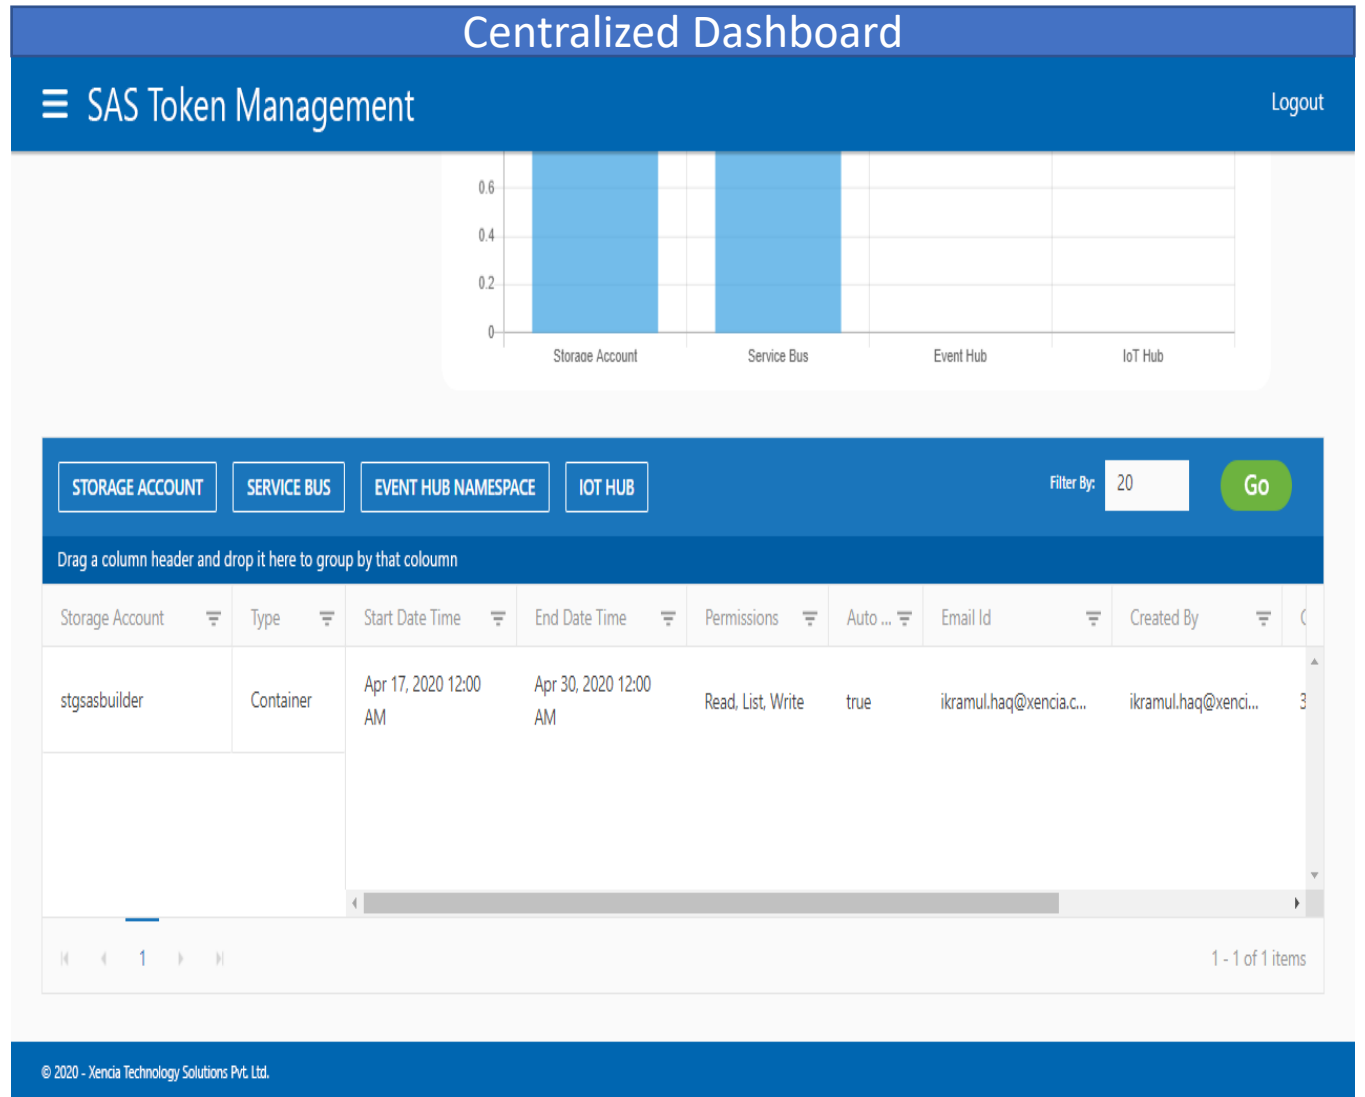 Centralized Dashboard
SAS Token Management
Logout
0.6
0.4
0.2
0
Storage Account Service Bus Event Hub IoT Hub
STORAGE ACCOUNT SERVICE BUS EVENT HUB NAMESPACE IOT HUB Filter By: 20 Go
Drag a column header and drop it here to group by that coloumn
Storage Account Type Start Date Time End Date Time Permissions Auto ... Email Id Created By
stgsasbuilder Container Apr 17, 2020 12:00 Apr 30, 2020 12:00 Read, List, Write true ikramul.haq@xencia.c... ikramul.haq@xenci... 3
AM AM
1
1 - 1 of 1 items
© 2020 - Xencia Technology Solutions Pvt. Ltd.